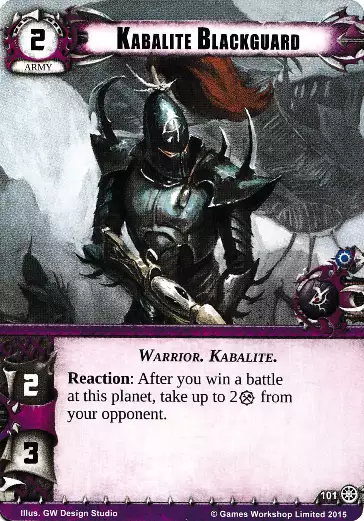 2
ARMY
KABALITE BLACKGUARD
WARRIOR. KABALITE.
2
3
Reaction: After you win a battle
at this planet, take up to 2 from
your opponent.
101
Illus. GW Design Studio
© Games Workshop Limited 2015